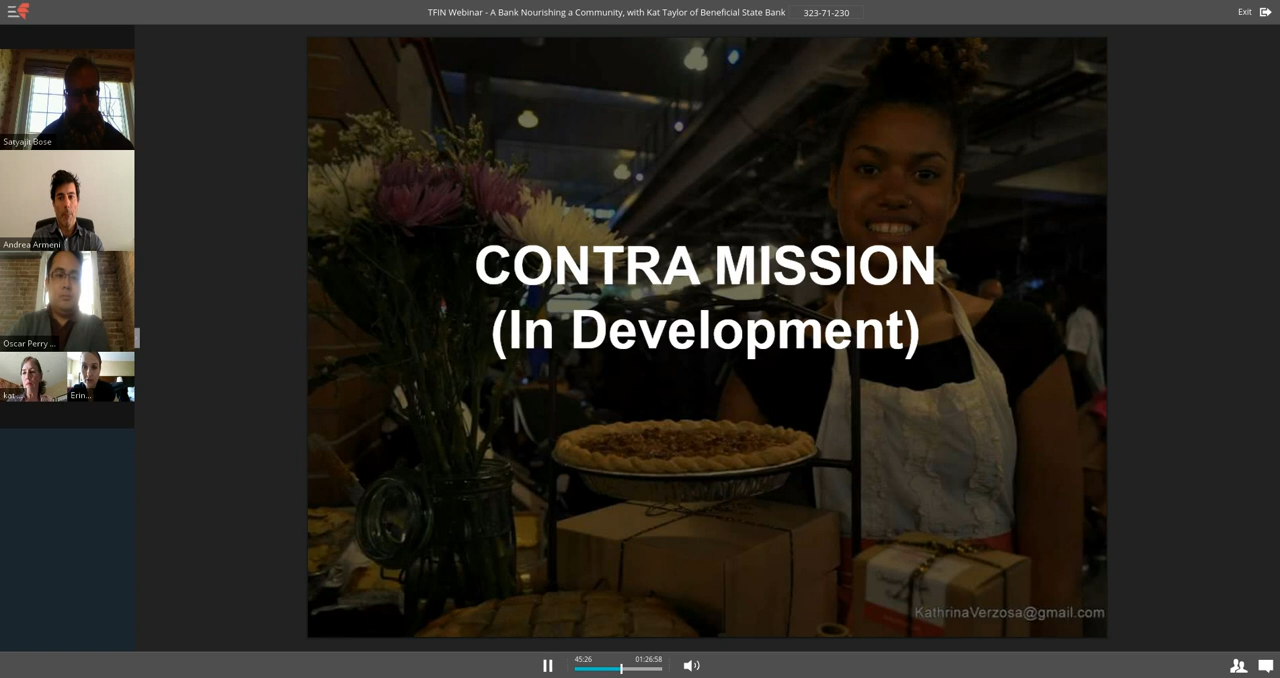 TFIN Webinar - A Bank Nourishing a Community, with Kat Taylor of Beneficial State Bank 323-71-230
Exit
Satyajit Bose
Andrea Armeni
Oscar Perry ...
kat ...
Erin...
CONTRA MISSION
(In Development)
KathrinaVerzosa@gmail.com
45:26
01:26:58